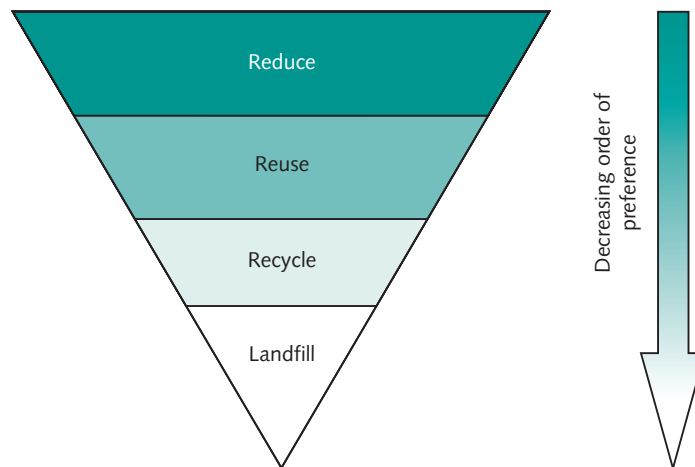 Reduce
Reuse
Recycle
Landfill
Decreasing order of
preference